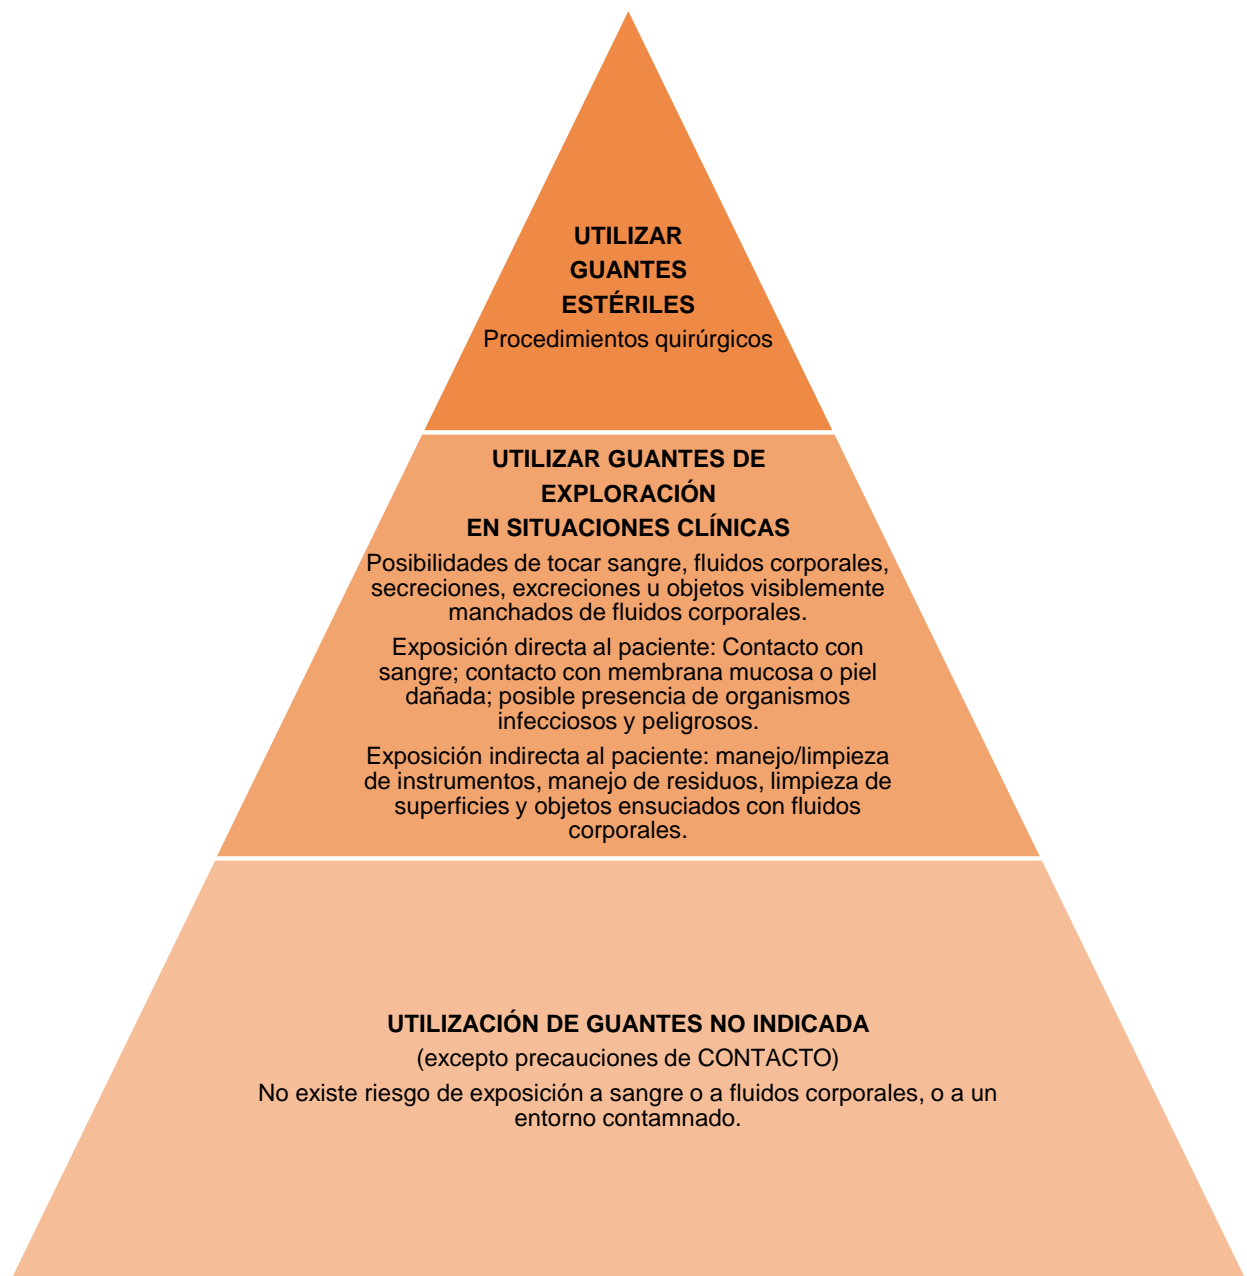 UTILIZAR
GUANTES
ESTÉRILES
Procedimientos quirúrgicos
UTILIZAR GUANTES DE
EXPLORACIÓN
EN SITUACIONES CLÍNICAS
Posibilidades de tocar sangre, fluidos corporales,
secreciones, excreciones u objetos visiblemente
manchados de fluidos corporales.
Exposición directa al paciente: Contacto con
sangre; contacto con membrana mucosa o piel
dañada; posible presencia de organismos
infecciosos y peligrosos.
Exposición indirecta al paciente: manejo/limpieza
de instrumentos, manejo de residuos, limpieza de
superficies y objetos ensuciados con fluidos
corporales.
UTILIZACIÓN DE GUANTES NO INDICADA
(excepto precauciones de CONTACTO)
No existe riesgo de exposición a sangre o a fluidos corporales, o a un
entorno contamnado.